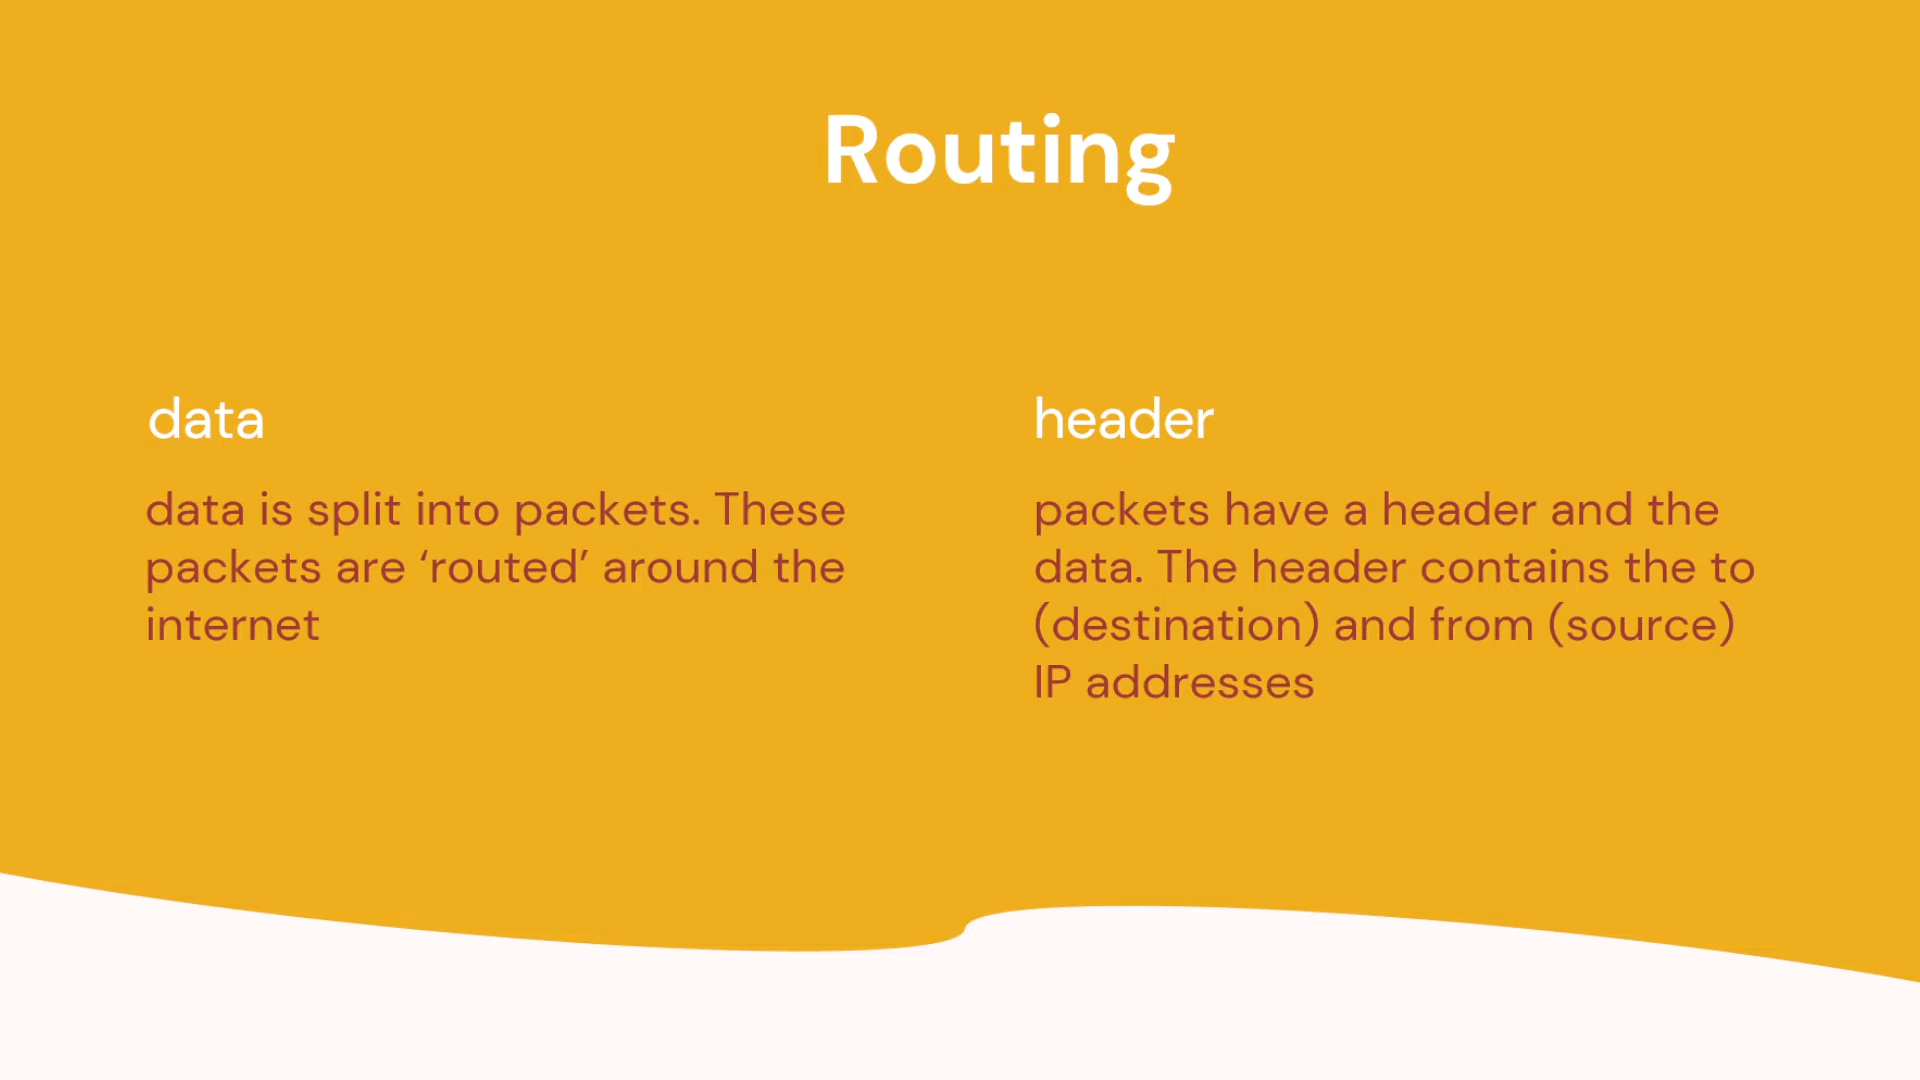 Routing
data
data is split into packets. These
packets are ‘routed’ around the
internet
header
packets have a header and the
data. The header contains the to
(destination) and from (source)
IP addresses